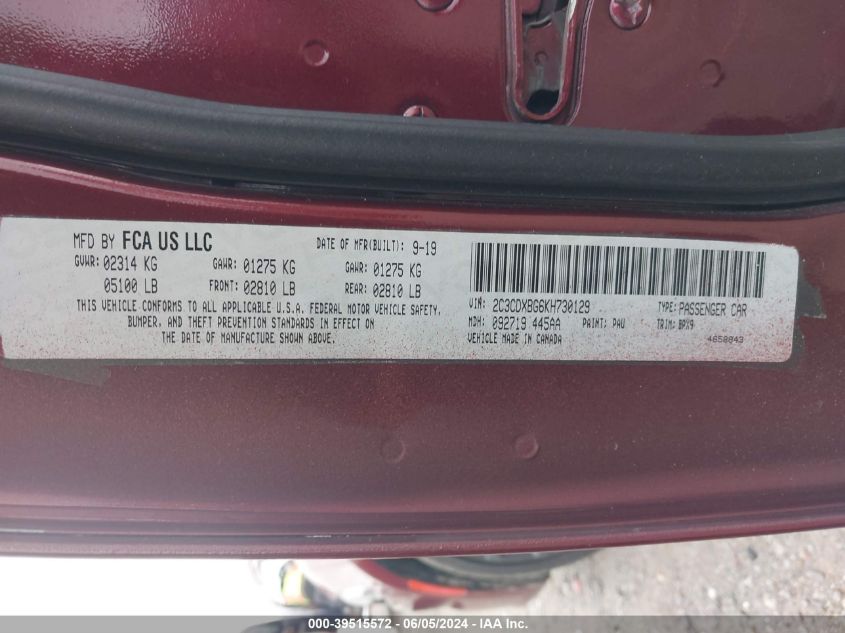 MFD BY FCA US LLC DATE OF MFR(BUILT): 9-19
GVWR: 02314 KG GAWR: 01275 KG GAWR: 01275 KG
05100 LB FRONT: 02810 LB REAR: 02810 LB
THIS VEHICLE CONFORMS TO ALL APPLICABLE U.S.A. FEDERAL MOTOR VEHICLE SAFETY,
BUMPER, AND THEFT PREVENTION STANDARDS IN EFFECT ON
THE DATE OF MANUFACTURE SHOWN ABOVE.
VIN: 2C3CDXBG6KH730129 TYPE: PASSENGER CAR
MDH: 092719 445AA PAINT: PAU TRIM: BPX9
VEHICLE MADE IN CANADA 4658843
000-39515572 - 06/05/2024 - IAA Inc.